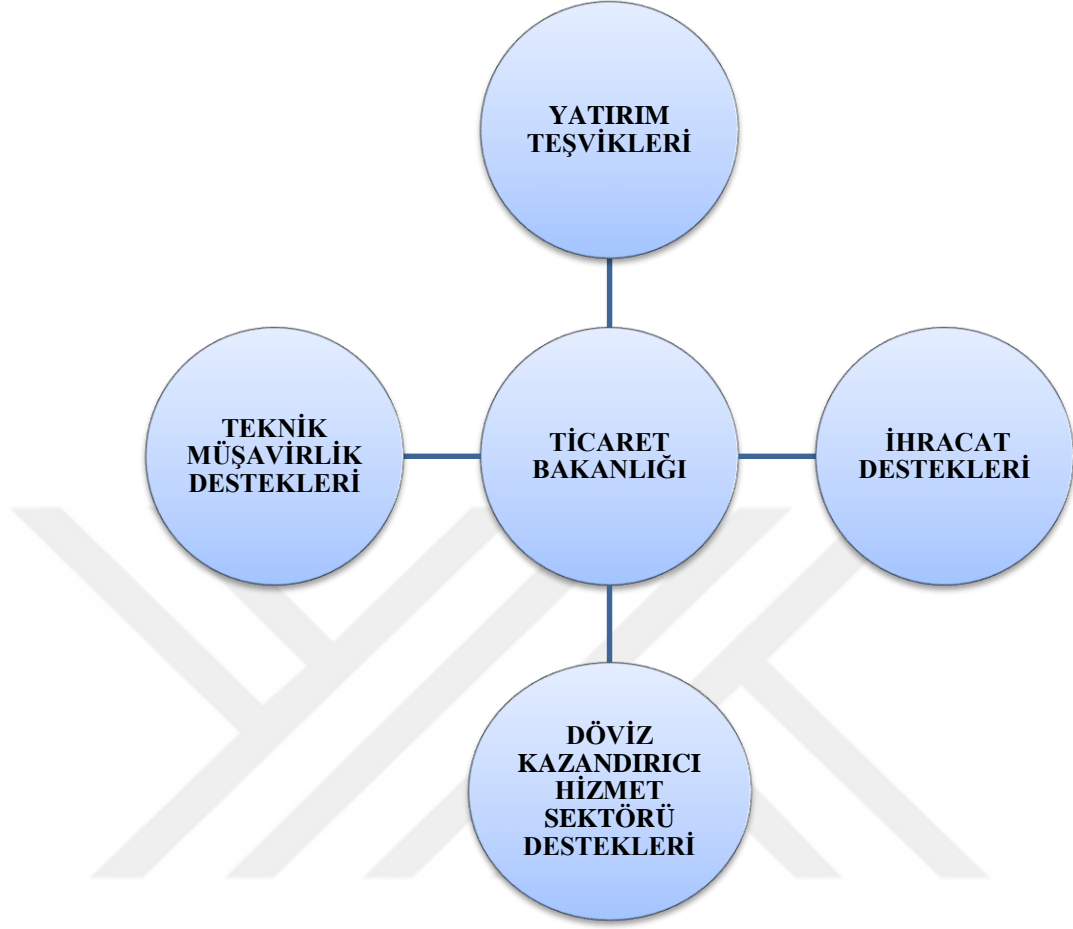 YATIRIM
TEŞVİKLERİ
TEKNİK
MÜŞAVİRLİK
DESTEKLERİ
TİCARET
BAKANLIĞI
İHRACAT
DESTEKLERİ
DÖVİZ
KAZANDIRICI
HİZMET
SEKTÖRÜ
DESTEKLERİ